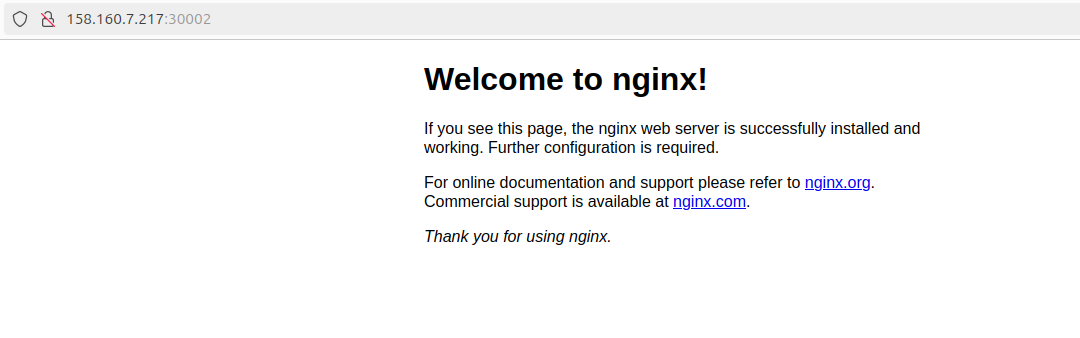 158.160.7.217:30002
Welcome to nginx!
If you see this page, the nginx web server is successfully installed and
working. Further configuration is required.
For online documentation and support please refer to nginx.org.
Commercial support is available at nginx.com.
Thank you for using nginx.